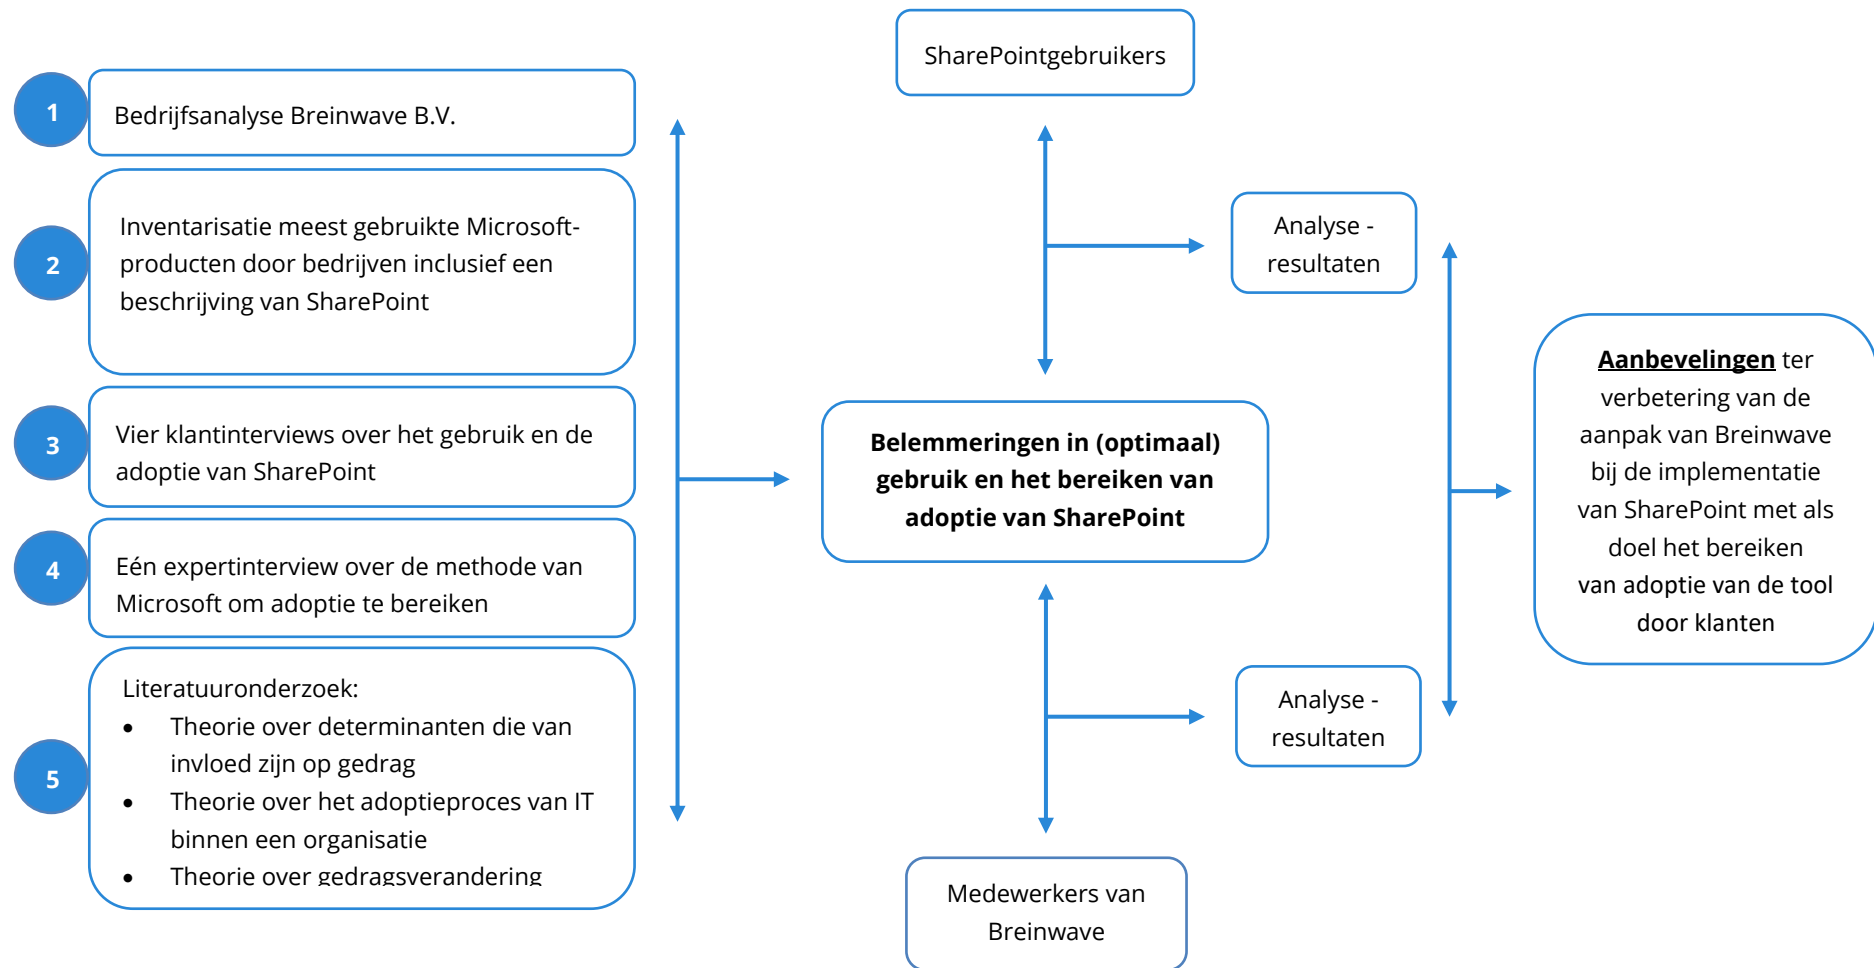 1
Bedrijfsanalyse Breinwave B.V.
2
Inventarisatie meest gebruikte Microsoft-
producten door bedrijven inclusief een
beschrijving van SharePoint
3
Vier klantinterviews over het gebruik en de
adoptie van SharePoint
4
Eén expertinterview over de methode van
Microsoft om adoptie te bereiken
5
Literatuuronderzoek:
• Theorie over determinanten die van
invloed zijn op gedrag
• Theorie over het adoptieproces van IT
binnen een organisatie
• Theorie over gedragsverandering
SharePointgebruikers
Belemmeringen in (optimaal)
gebruik en het bereiken van
adoptie van SharePoint
Medewerkers van
Breinwave
Analyse -
resultaten
Analyse -
resultaten
Aanbevelingen ter
verbetering van de
aanpak van Breinwave
bij de implementatie
van SharePoint met als
doel het bereiken
van adoptie van de tool
door klanten